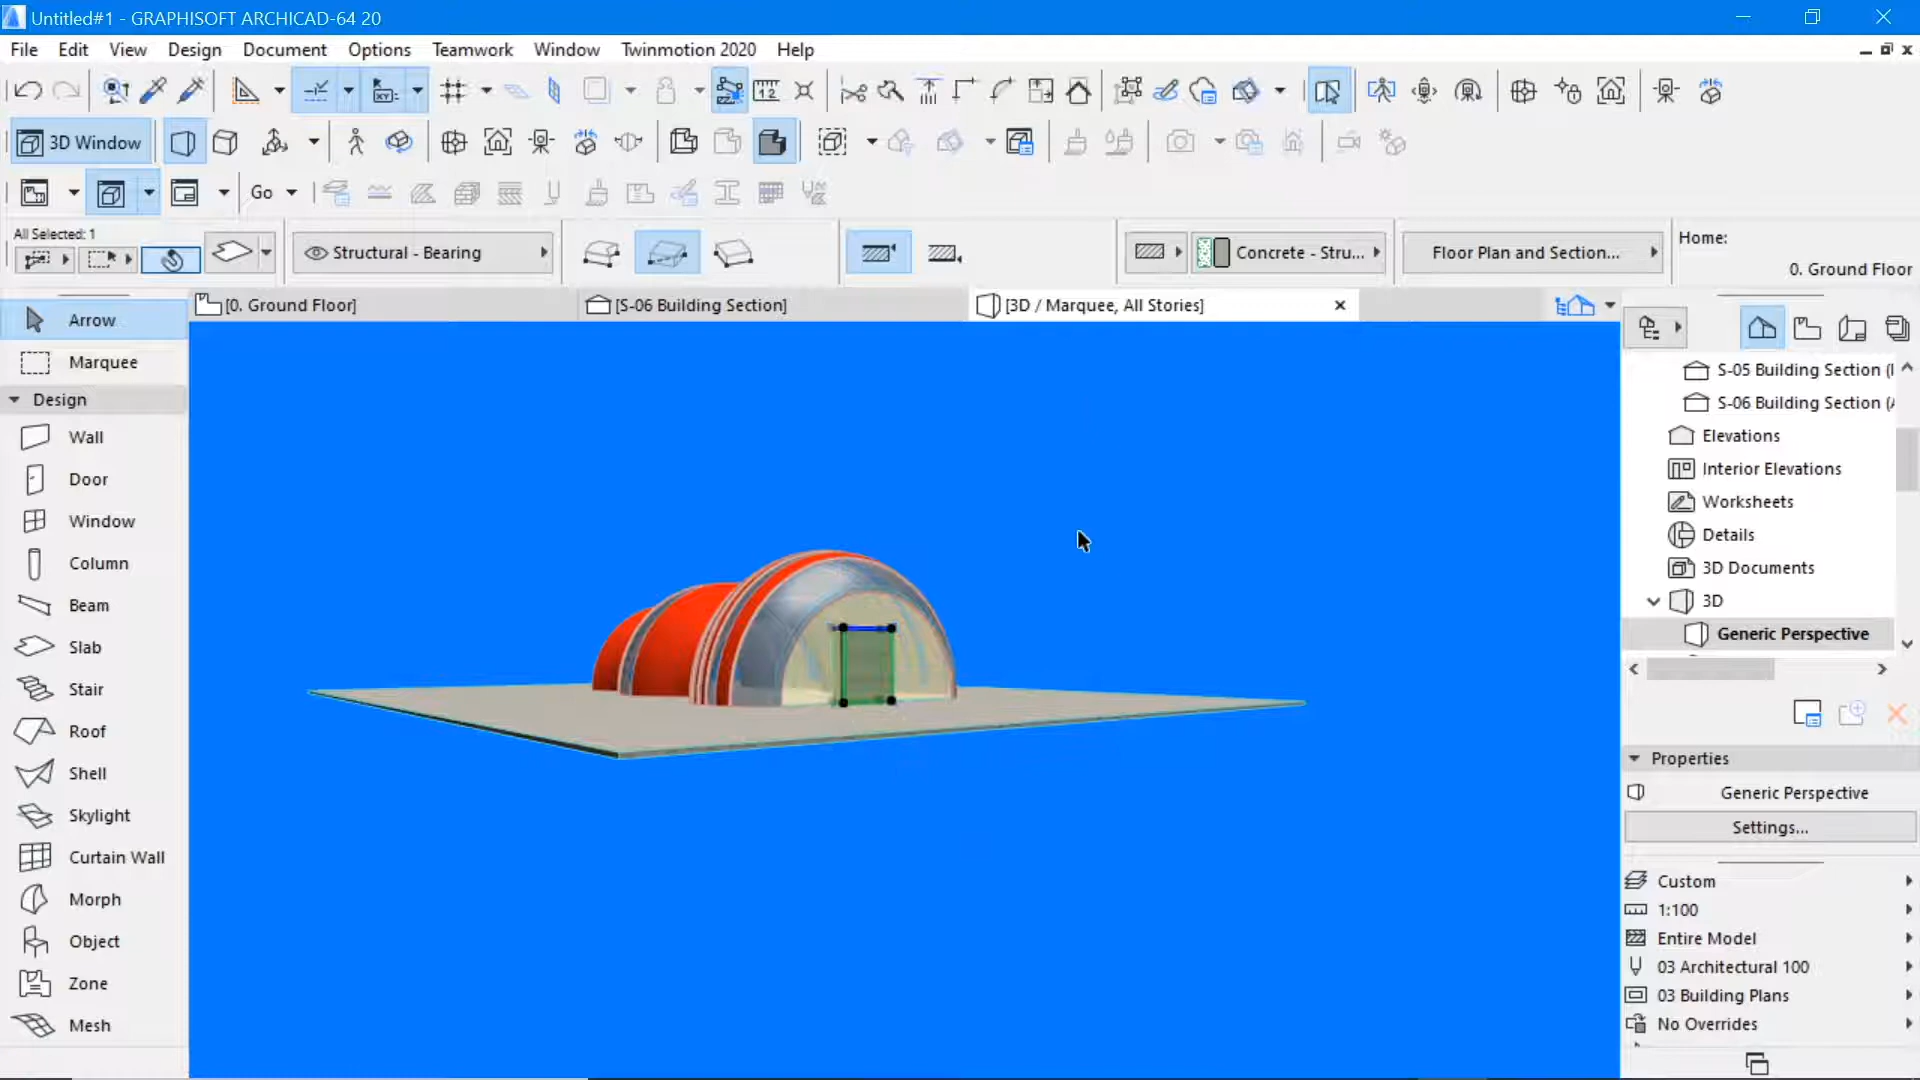 Untitled#1 - GRAPHISOFT ARCHICAD-64 20
File Edit View Design Document Options Teamwork Window Twinmotion 2020 Help
1 2
XY:
3D Window
Go
All Selected: 1
Structural - Bearing
Concrete - Stru...
Floor Plan and Section...
Home:
0. Ground Floor
[0. Ground Floor]
[S-06 Building Section]
[3D / Marquee, All Stories]
Arrow
Marquee
Design
Wall
Door
Window
Column
Beam
Slab
Stair
Roof
Shell
Skylight
Curtain Wall
Morph
Object
Zone
Mesh
S-05 Building Section (
S-06 Building Section (
Elevations
Interior Elevations
Worksheets
Details
3D Documents
3D
Generic Perspective
Properties
Generic Perspective
Settings...
Custom
1:100
Entire Model
03 Architectural 100
03 Building Plans
No Overrides